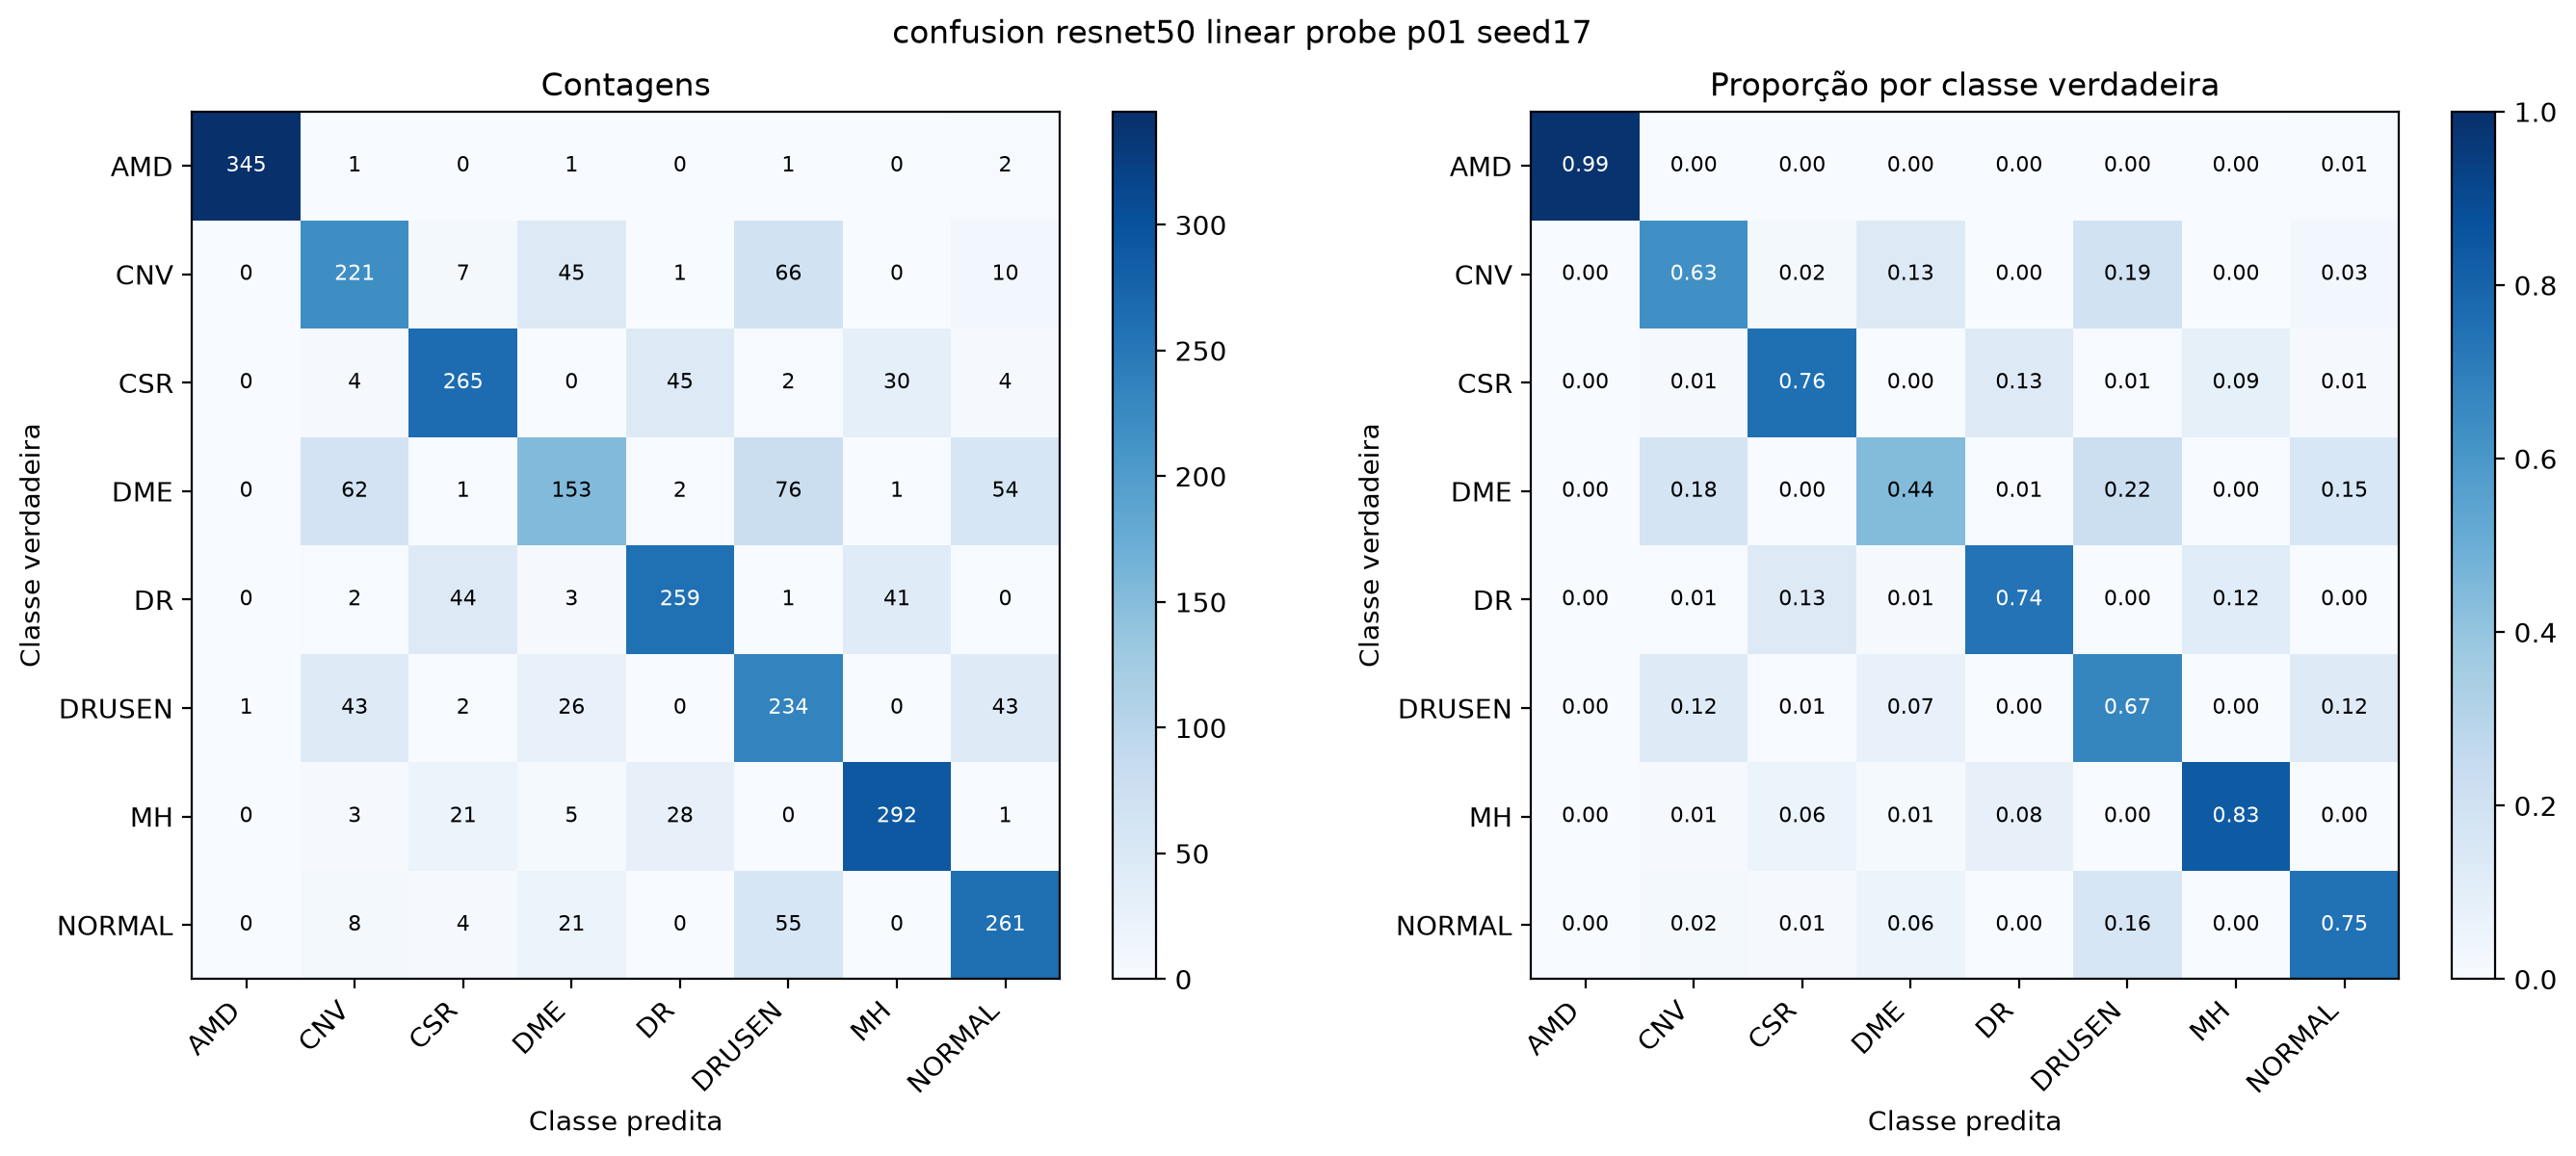 confusion resnet50 linear probe p01 seed17
Contagens
Classe verdadeira
AMD 345 1 0 1 0 1 0 2
CNV 0 221 7 45 1 66 0 10
CSR 0 4 265 0 45 2 30 4
DME 0 62 1 153 2 76 1 54
DR 0 2 44 3 259 1 41 0
DRUSEN 1 43 2 26 0 234 0 43
MH 0 3 21 5 28 0 292 1
NORMAL 0 8 4 21 0 55 0 261
AMD CNV CSR DME DR DRUSEN MH NORMAL
Classe predita
300
250
200
150
100
50
0
Proporção por classe verdadeira
Classe verdadeira
AMD 0.99 0.00 0.00 0.00 0.00 0.00 0.00 0.01
CNV 0.00 0.63 0.02 0.13 0.00 0.19 0.00 0.03
CSR 0.00 0.01 0.76 0.00 0.13 0.01 0.09 0.01
DME 0.00 0.18 0.00 0.44 0.01 0.22 0.00 0.15
DR 0.00 0.01 0.13 0.01 0.74 0.00 0.12 0.00
DRUSEN 0.00 0.12 0.01 0.07 0.00 0.67 0.00 0.12
MH 0.00 0.01 0.06 0.01 0.08 0.00 0.83 0.00
NORMAL 0.00 0.02 0.01 0.06 0.00 0.16 0.00 0.75
AMD CNV CSR DME DR DRUSEN MH NORMAL
Classe predita
1.0
0.8
0.6
0.4
0.2
0.0